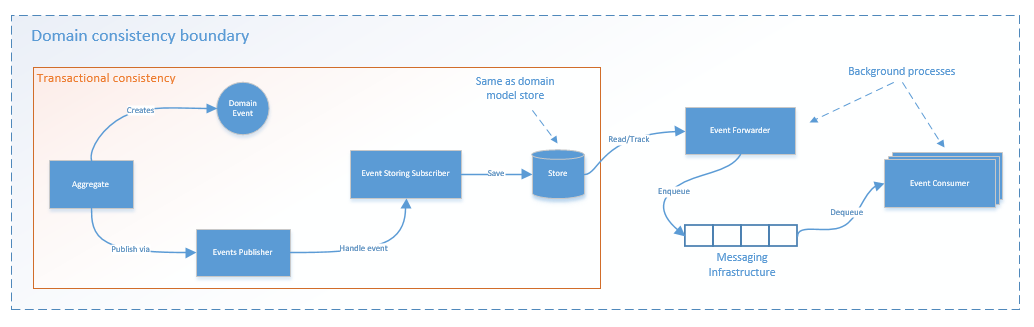 Domain consistency boundary
Transactional consistency
Same as domain
model store
Background processes
Creates
Domain
Event
Event Forwarder
Read/Track
Aggregate
Event Storing Subscriber
Save
Store
Event Consumer
Enqueue
Dequeue
Publish via
Events Publisher
Handle event
Messaging
Infrastructure